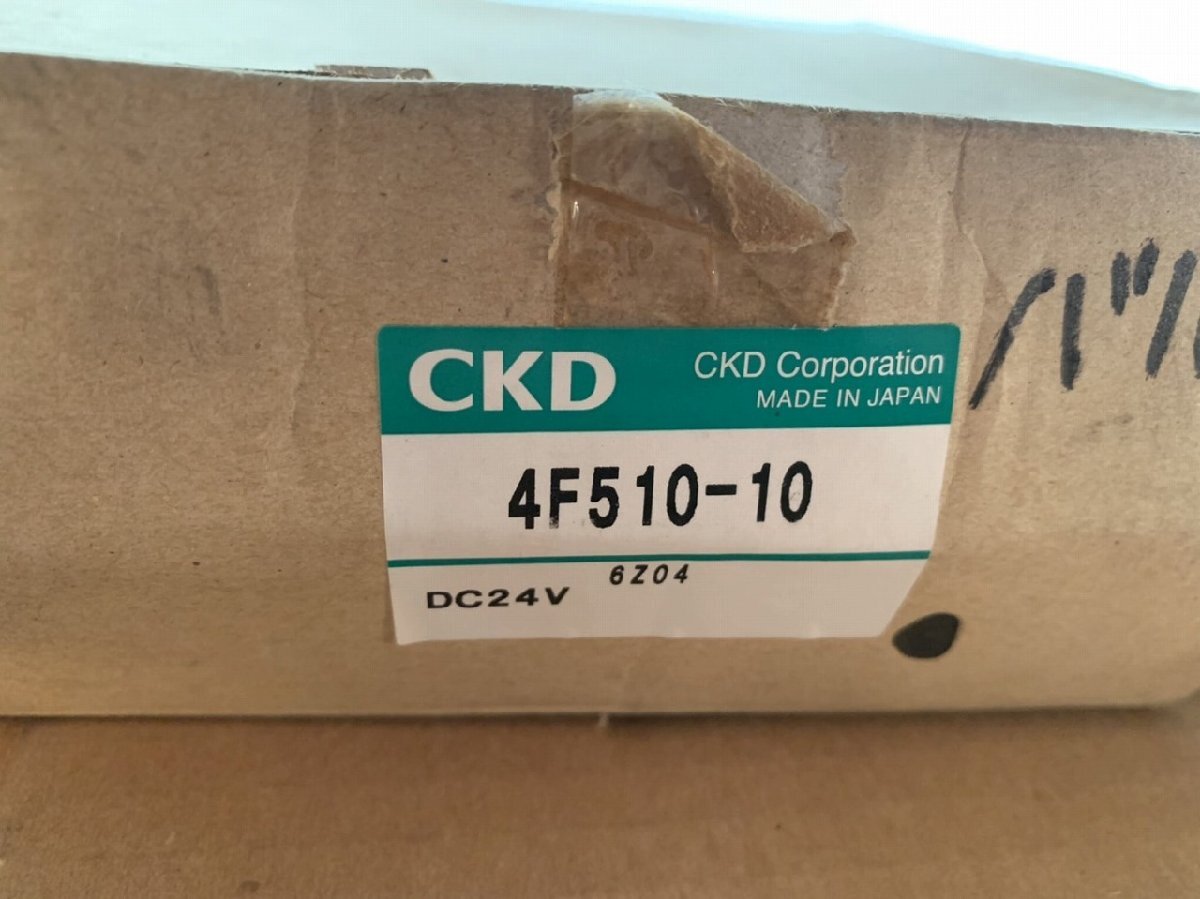 CKD
CKD Corporation
MADE IN JAPAN
4F510-10
6Z04
DC24V